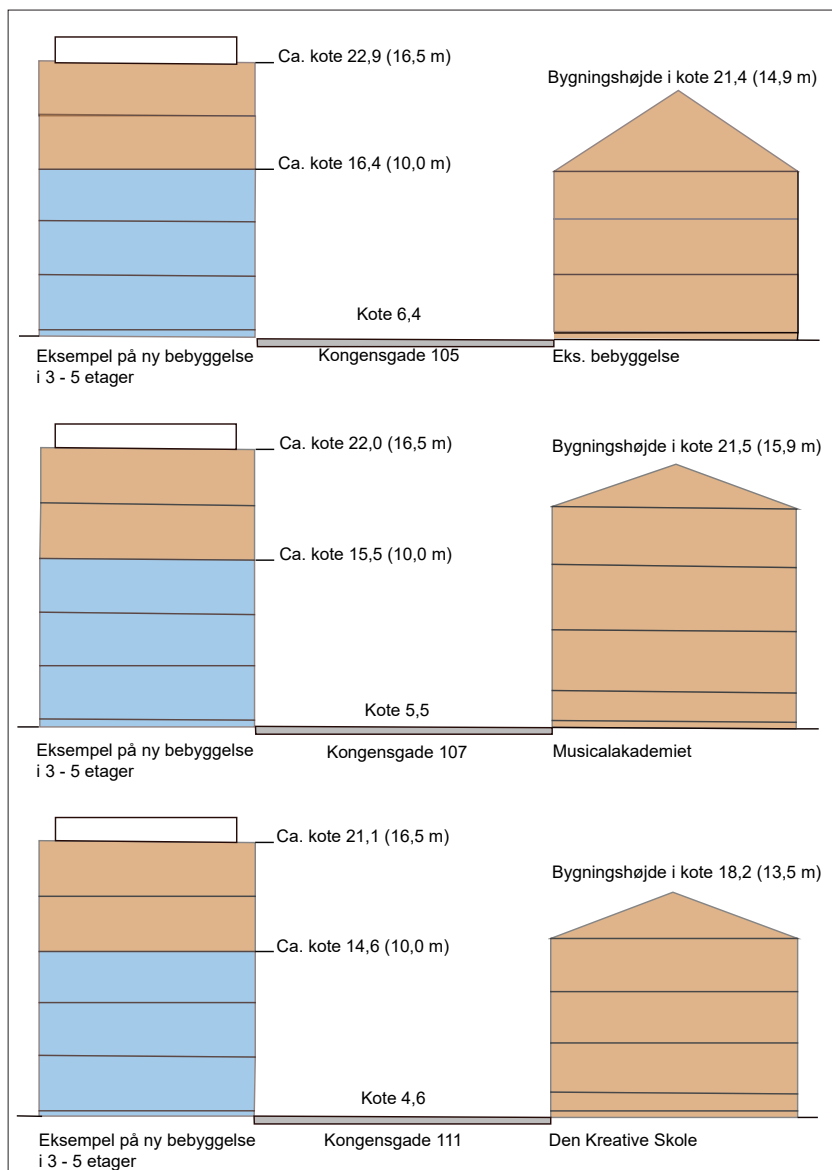 Ca. kote 22,9 (16,5 m)
Bygningshøjde i kote 21,4 (14,9 m)
Ca. kote 16,4 (10,0 m)
Kote 6,4
Eksempel på ny bebyggelse
i 3 - 5 etager
Kongensgade 105
Eks. bebyggelse
Ca. kote 22,0 (16,5 m)
Bygningshøjde i kote 21,5 (15,9 m)
Ca. kote 15,5 (10,0 m)
Kote 5,5
Eksempel på ny bebyggelse
i 3 - 5 etager
Kongensgade 107
Musicalakademiet
Ca. kote 21,1 (16,5 m)
Bygningshøjde i kote 18,2 (13,5 m)
Ca. kote 14,6 (10,0 m)
Kote 4,6
Eksempel på ny bebyggelse
i 3 - 5 etager
Kongensgade 111
Den Kreative Skole